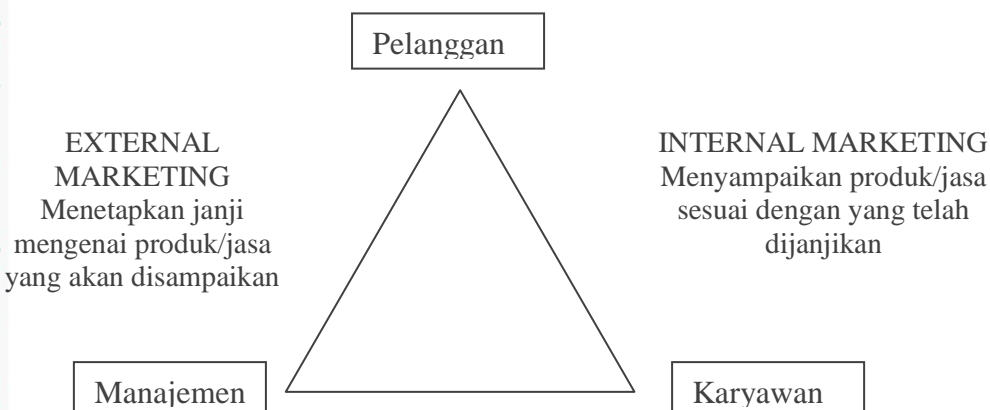 Pelanggan
EXTERNAL
MARKETING
Menetapkan janji
mengenai produk/jasa
yang akan disampaikan
INTERNAL MARKETING
Menyampaikan produk/jasa
sesuai dengan yang telah
dijanjikan
Manajemen
Karyawan